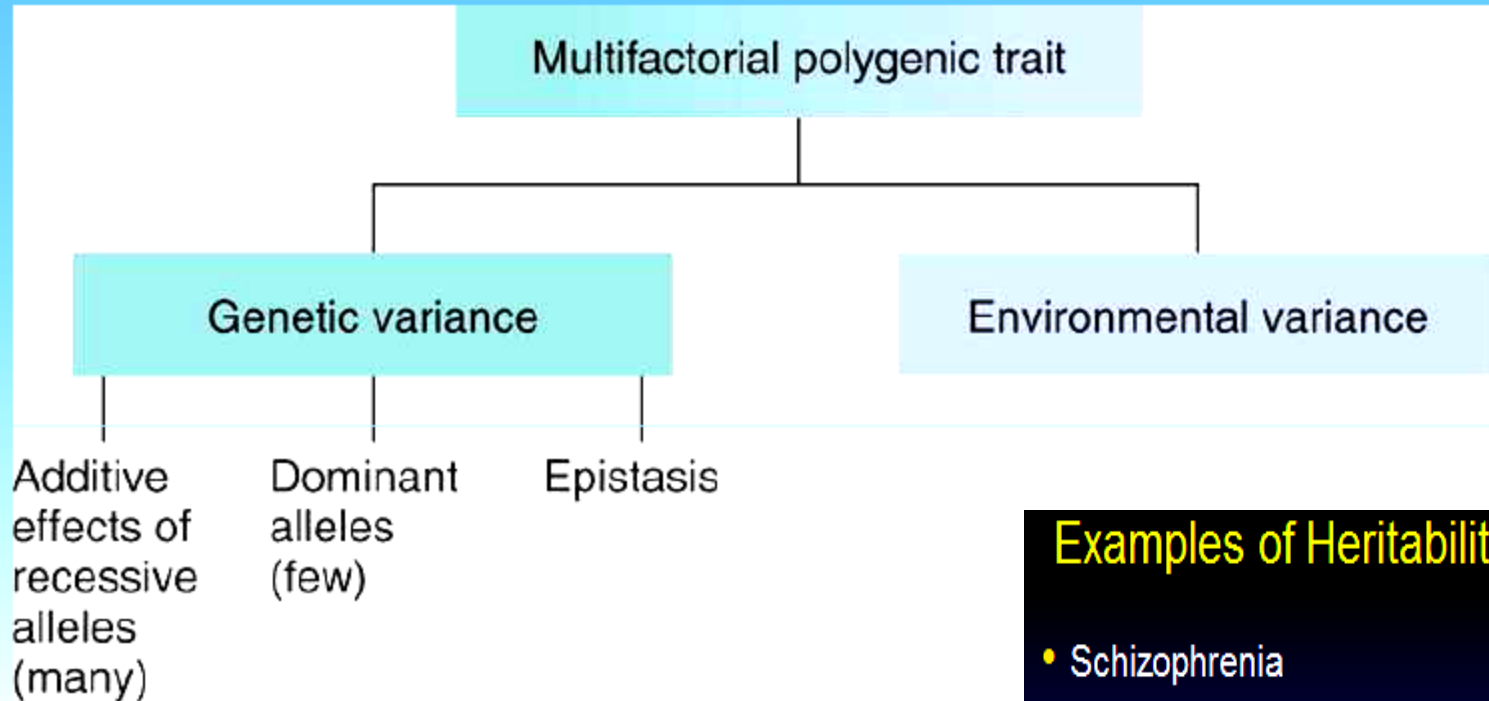 Multifactorial polygenic trait
Genetic variance
Environmental variance
Additive
effects of
recessive
alleles
(many)
Dominant
alleles
(few)
Epistasis
Examples of Heritabilit
• Schizophrenia